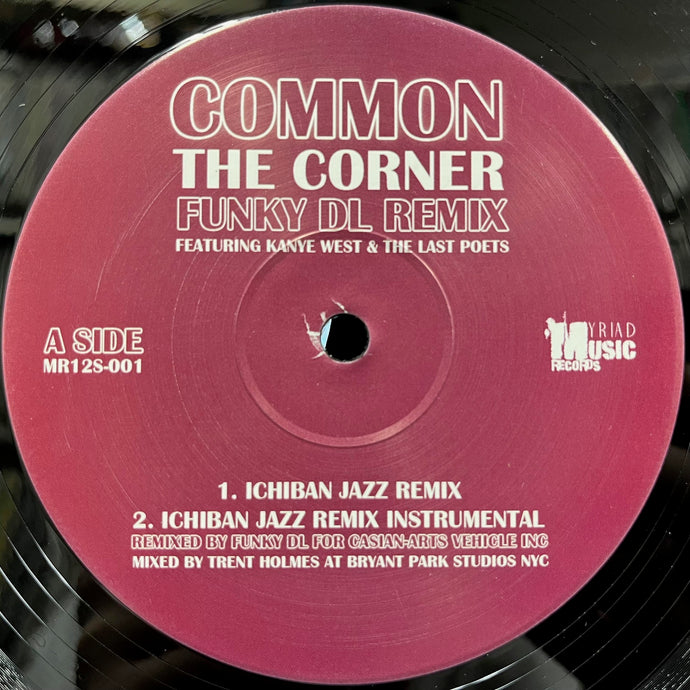 COMMON
THE CORNER
FUNKY DL REMIX
FEATURING KANYE WEST & THE LAST POETS
A SIDE
MR12S-001
MYRIAD
MUSIC
RECORDS
1. ICHIBAN JAZZ REMIX
2. ICHIBAN JAZZ REMIX INSTRUMENTAL
REMIXED BY FUNKY DL FOR CASIAN-ARTS VEHICLE INC
MIXED BY TRENT HOLMES AT BRYANT PARK STUDIOS NYC